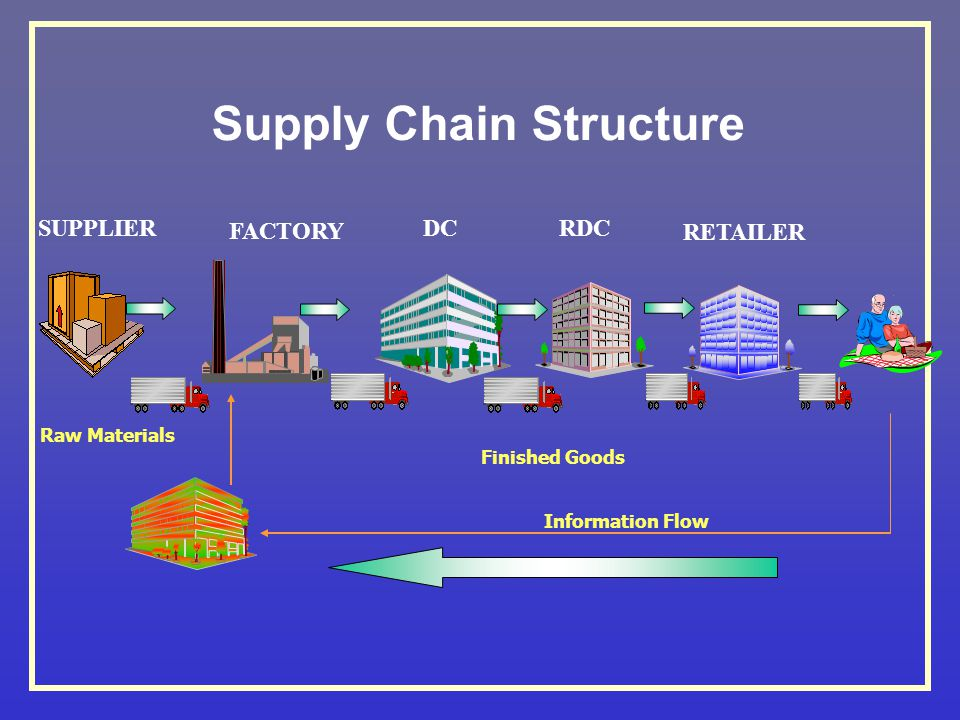 Supply Chain Structure
SUPPLIER
FACTORY
DC
RDC
RETAILER
Raw Materials
Finished Goods
Information Flow